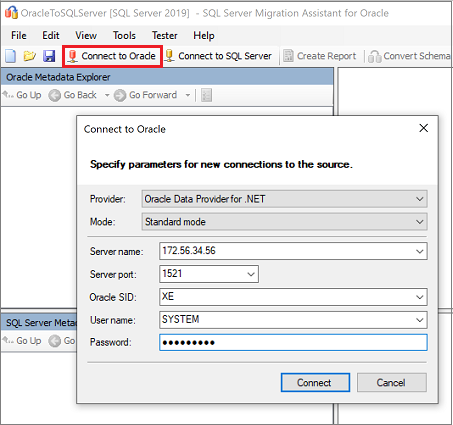 OracleToSQLServer [SQL Server 2019] - SQL Server Migration Assistant for Oracle
File Edit View Tools Tester Help
Connect to Oracle Connect to SQL Server Create Report Convert Schema
Oracle Metadata Explorer
Go Up Go Back Go Forward
Connect to Oracle
Specify parameters for new connections to the source.
Provider: Oracle Data Provider for .NET
Mode: Standard mode
Server name: 172.56.34.56
Server port: 1521
Oracle SID: XE
User name: SYSTEM
Password: ●●●●●●●●●
Connect Cancel
SQL Server Metad
Go Up Go